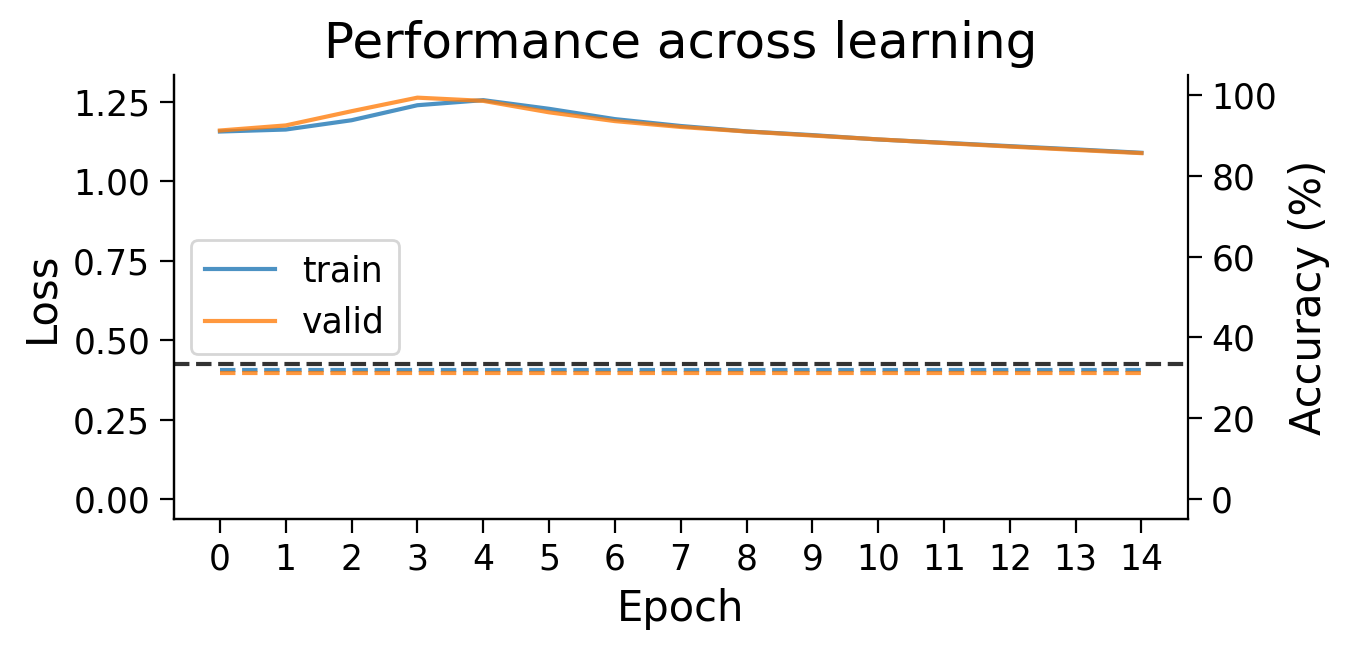 Performance across learning
Loss
1.25
1.00
0.75
0.50
0.25
0.00
train
valid
100
80
60
40
20
0
Accuracy (%)
0 1 2 3 4 5 6 7 8 9 10 11 12 13 14
Epoch